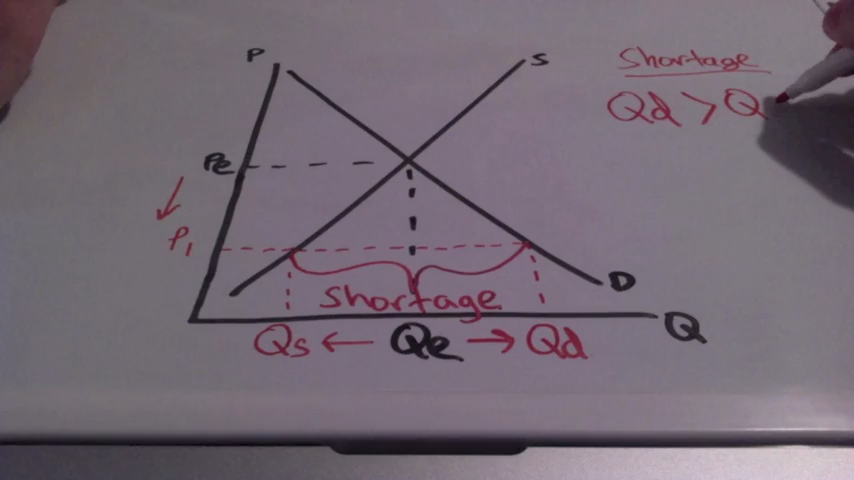 P
S
Shortage
Qd > Q
Pe
P1
Shortage
D
Qs ← Qe → Qd
Q